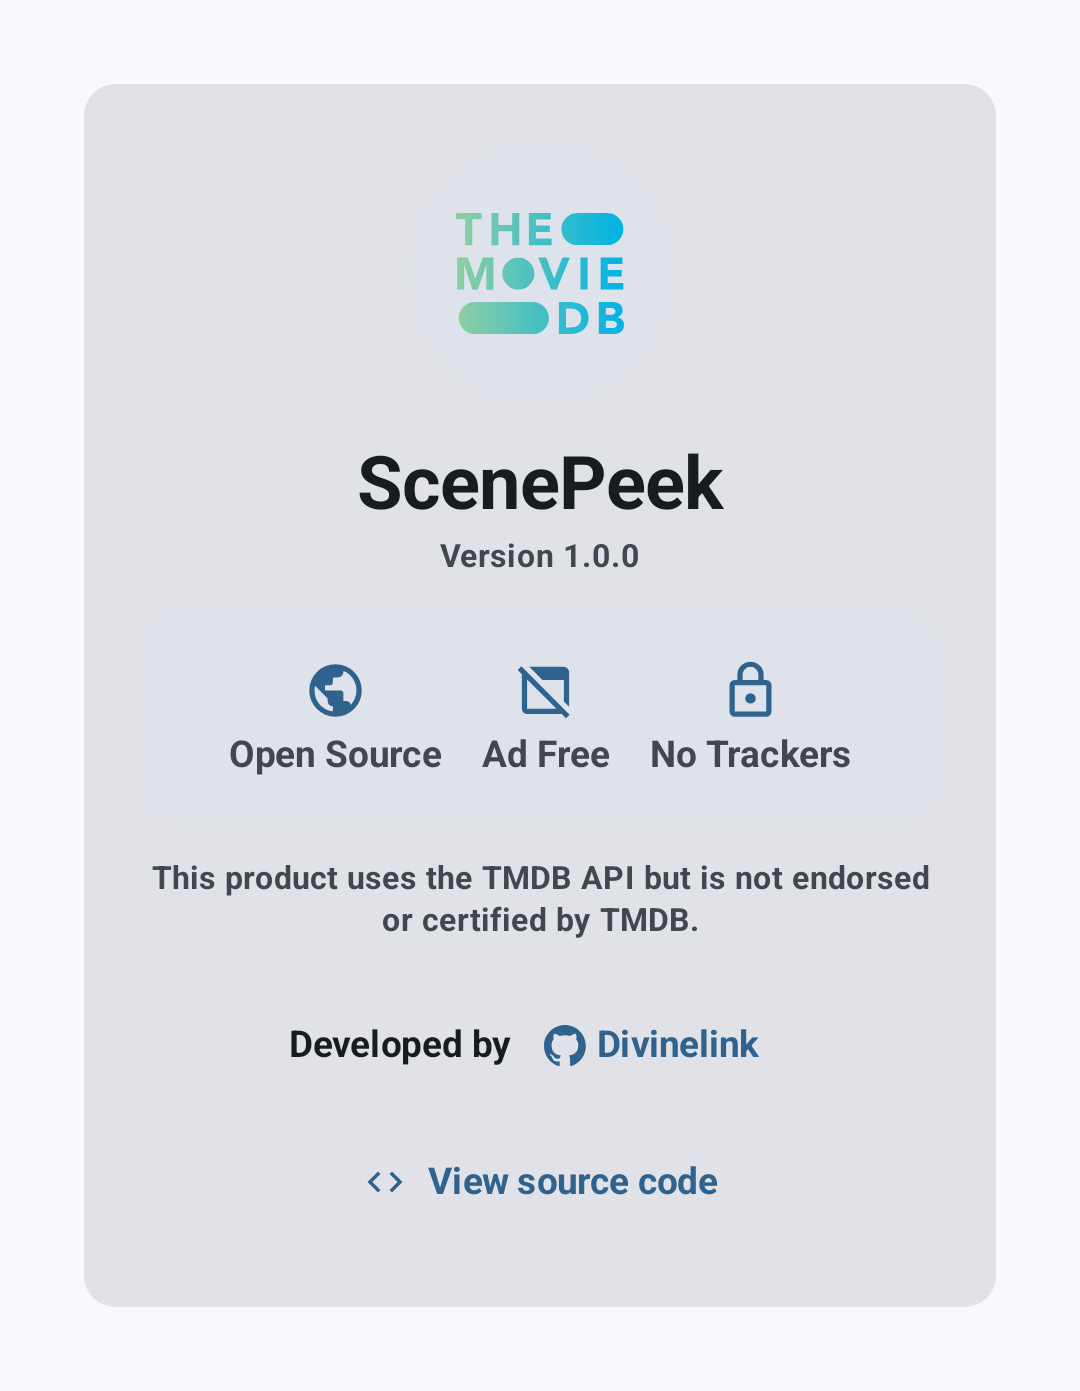 THE
MOVIE
DB
ScenePeek
Version 1.0.0
Open Source Ad Free No Trackers
This product uses the TMDB API but is not endorsed
or certified by TMDB.
Developed by Divinelink
View source code